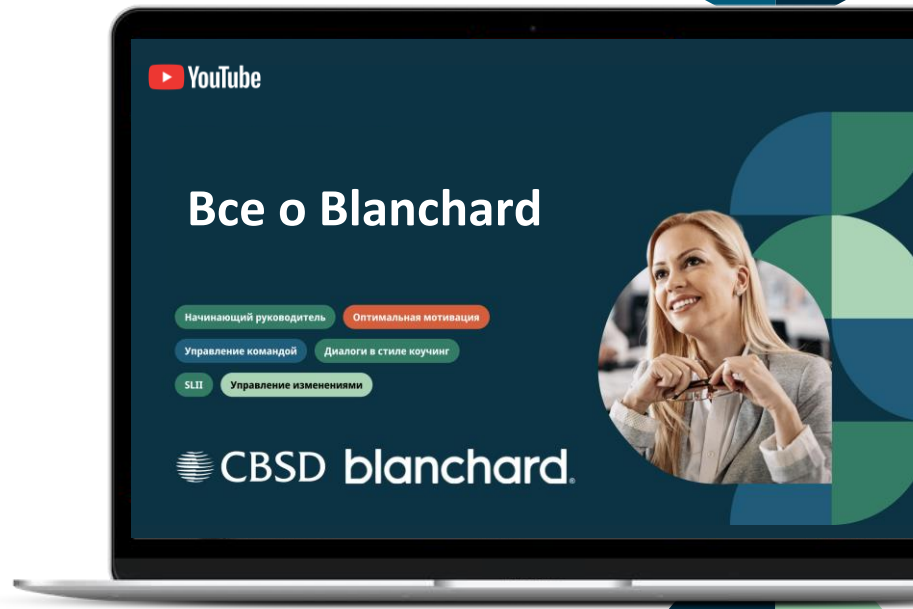 YouTube
Все о Blanchard
Начинающий руководитель Оптимальная мотивация
Управление командой Диалоги в стиле коучинг
SLII Управление изменениями
CBSD blanchard®